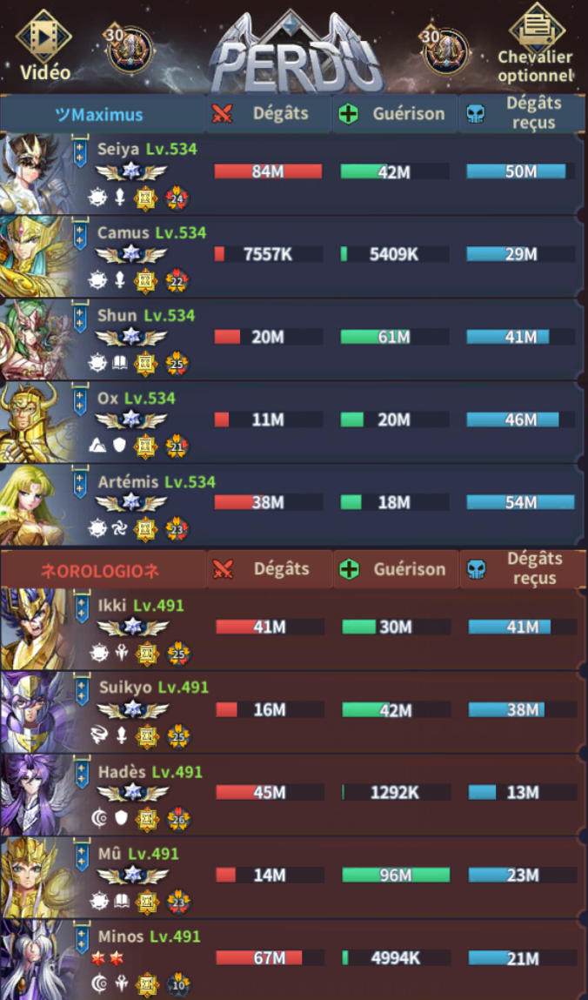 30
PERDU
30
Vidéo
Chevalier
optionnel
ツMaximus
Dégâts
Guérison
Dégâts
reçus
Seiya Lv.534
84M
42M
50M
24
Camus Lv.534
7557K
5409K
29M
22
Shun Lv.534
20M
61M
41M
25
Ox Lv.534
11M
20M
46M
21
Artémis Lv.534
38M
18M
54M
23
ネOROLOGIOネ
Dégâts
Guérison
Dégâts
reçus
Ikki Lv.491
41M
30M
41M
25
Suikyo Lv.491
16M
42M
38M
25
Hadès Lv.491
45M
1292K
13M
26
Mû Lv.491
14M
96M
23M
23
Minos Lv.491
67M
4994K
21M
10